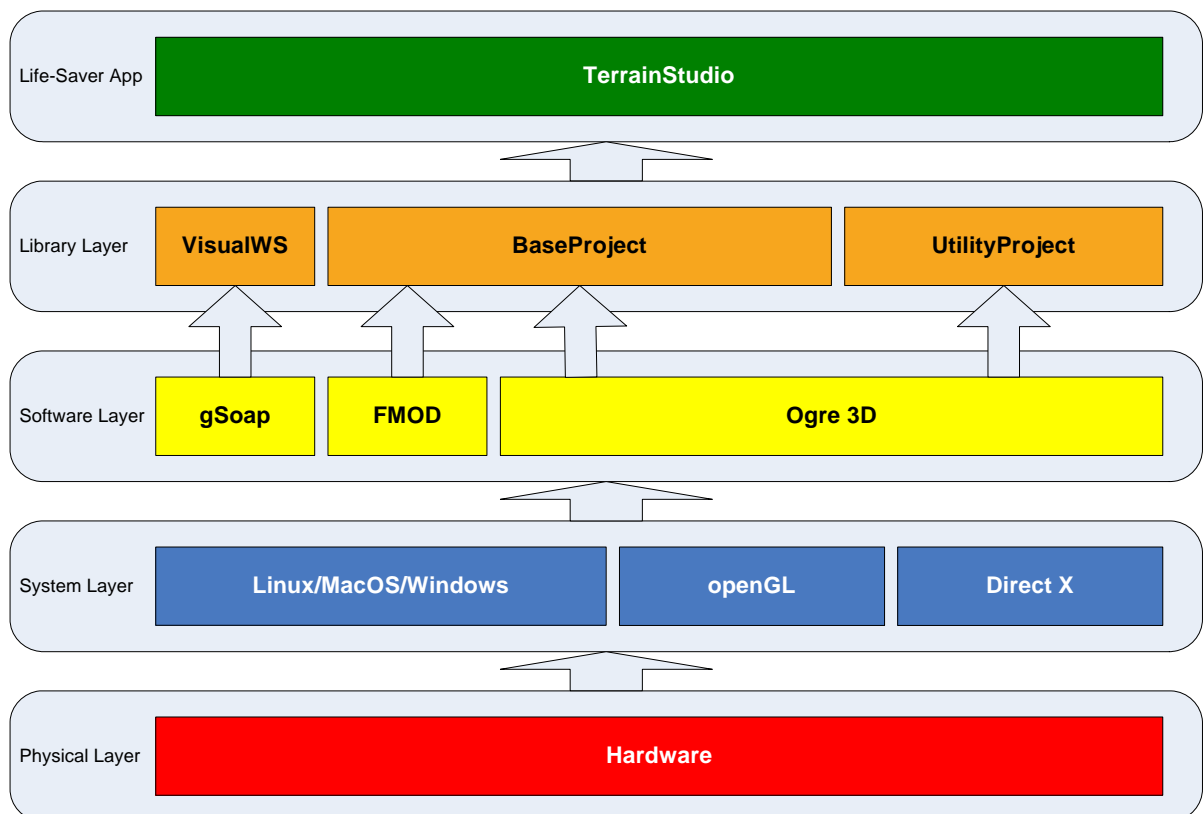 Life-Saver App
TerrainStudio
Library Layer
VisualWS
BaseProject
UtilityProject
Software Layer
gSoap
FMOD
Ogre 3D
System Layer
Linux/MacOS/Windows
openGL
Direct X
Physical Layer
Hardware